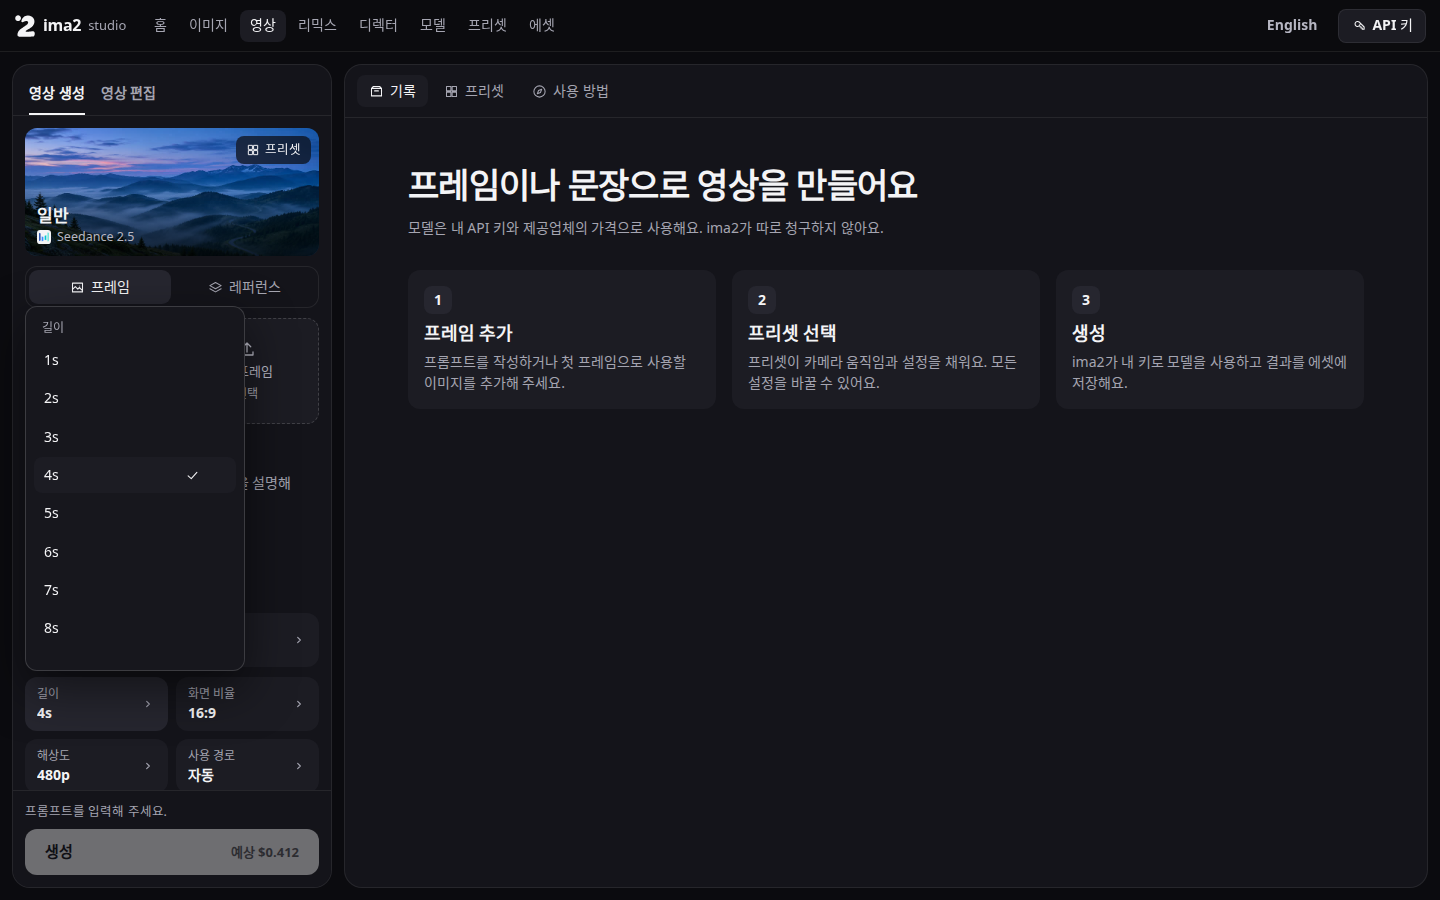 ima2 studio
홈
이미지
영상
리믹스
디렉터
모델
프리셋
에셋
English
API 키
영상 생성
영상 편집
프리셋
일반
Seedance 2.5
프레임
레퍼런스
길이
1s
2s
3s
4s
5s
6s
7s
8s
설명해
길이
4s
화면 비율
16:9
해상도
480p
사용 경로
자동
프롬프트를 입력해 주세요.
생성
예상 $0.412
기록
프리셋
사용 방법
프레임이나 문장으로 영상을 만들어요
모델은 내 API 키와 제공업체의 가격으로 사용해요. ima2가 따로 청구하지 않아요.
1
프레임 추가
프롬프트를 작성하거나 첫 프레임으로 사용할
이미지를 추가해 주세요.
2
프리셋 선택
프리셋이 카메라 움직임과 설정을 채워요. 모든
설정을 바꿀 수 있어요.
3
생성
ima2가 내 키로 모델을 사용하고 결과를 에셋에
저장해요.